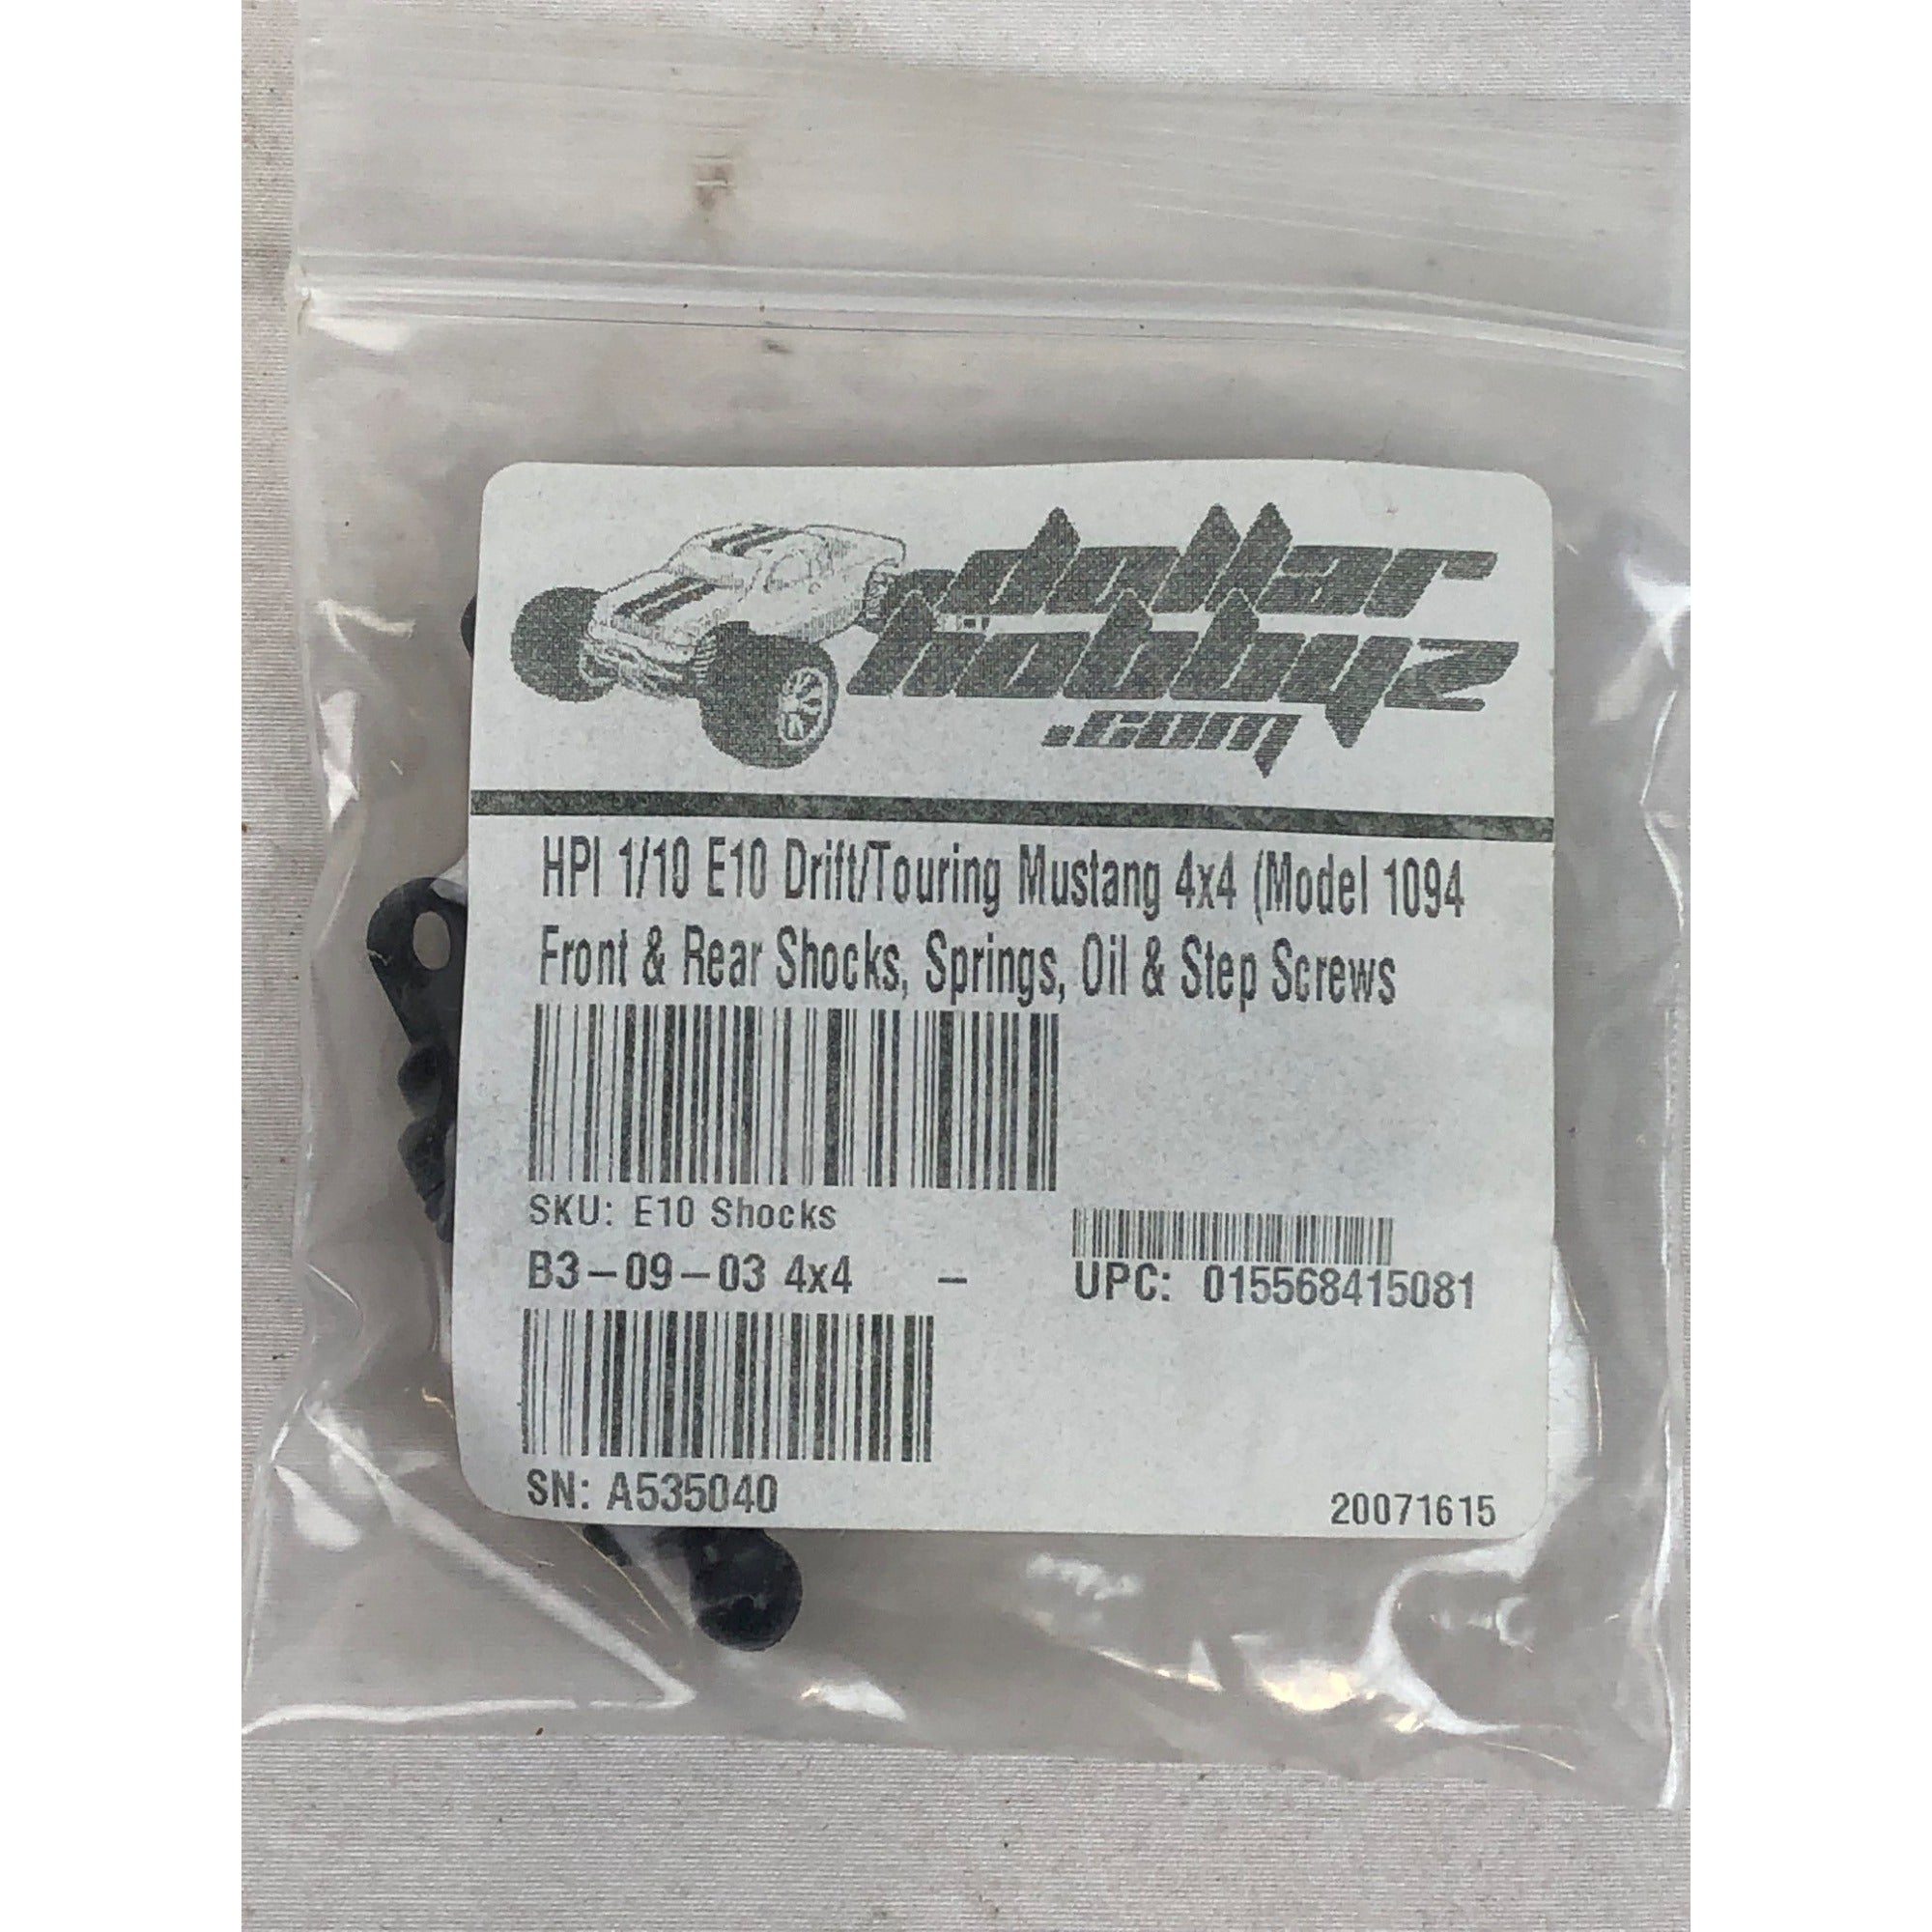 dollar
hobbyz
.com
HPI 1/10 E10 Drift/Touring Mustang 4x4 (Model 1094
Front & Rear Shocks, Springs, Oil & Step Screws
SKU: E10 Shocks
B3-09-03 4x4 -
UPC: 015568415081
SN: A535040
20071615